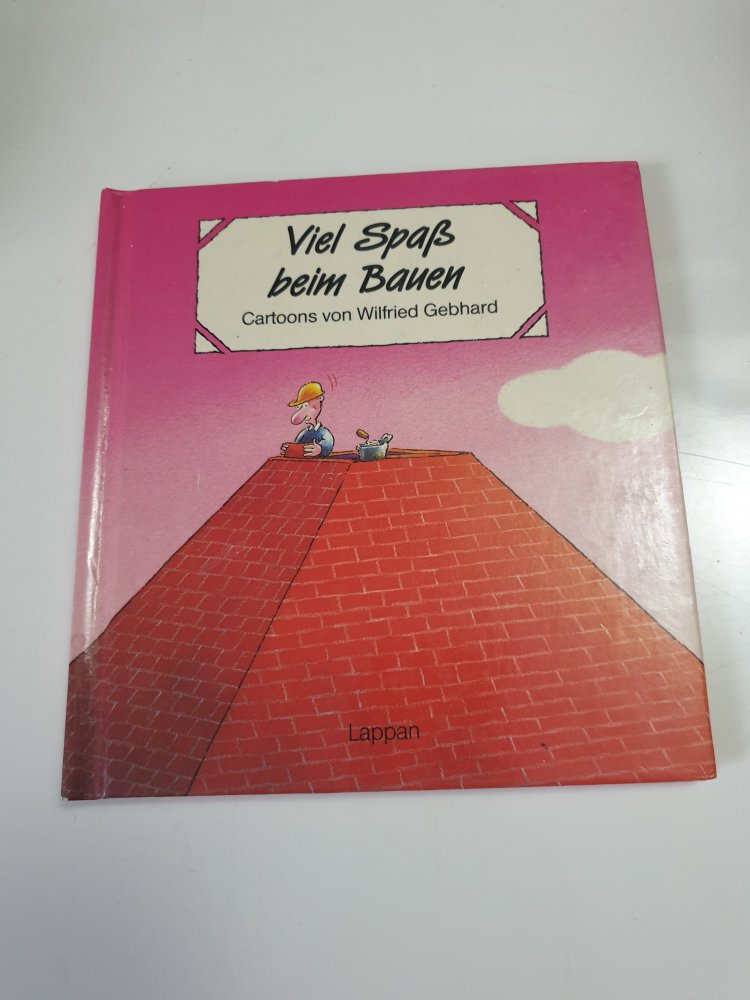 Viel Spaß
beim Bauen
Cartoons von Wilfried Gebhard
Lappan